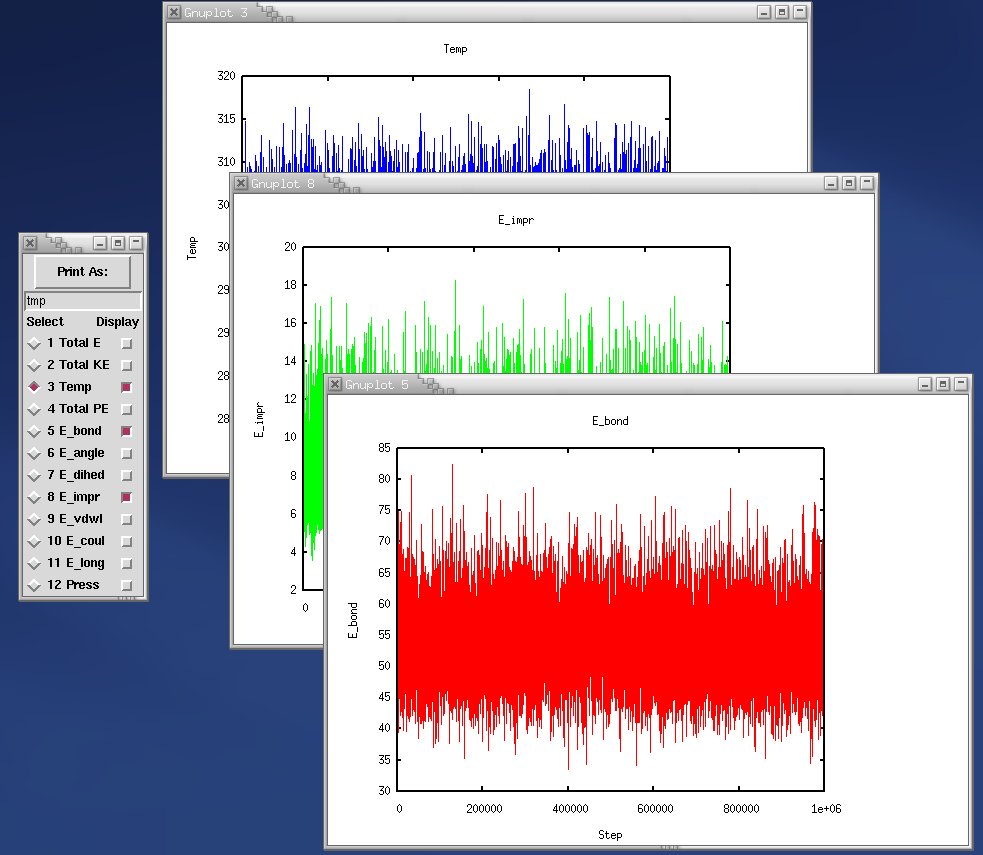 Gnuplot 3
Temp
320
315
310
30
30
29
29
28
28
Temp
Gnuplot 8
E_impr
20
18
16
14
12
10
8
6
4
2
0
E_impr
Print As:
tmp
Select Display
1 Total E
2 Total KE
3 Temp
4 Total PE
5 E_bond
6 E_angle
7 E_dihed
8 E_impr
9 E_vdwl
10 E_coul
11 E_long
12 Press
Gnuplot 5
E_bond
85
80
75
70
65
60
55
50
45
40
35
30
E_bond
0 200000 400000 600000 800000 1e+06
Step